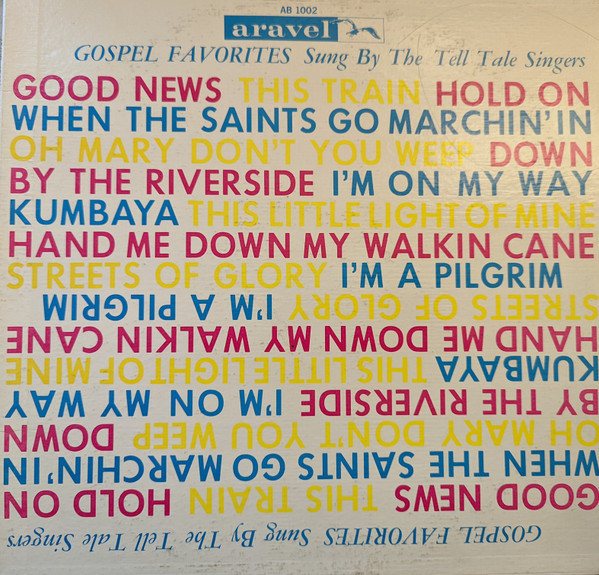 AB 1002
aravel
GOSPEL FAVORITES Sung By The Tell Tale Singers
GOOD NEWS THIS TRAIN HOLD ON
WHEN THE SAINTS GO MARCHIN' IN
OH MARY DON'T YOU WEEP DOWN
BY THE RIVERSIDE I'M ON MY WAY
KUMBAYA THIS LITTLE LIGHT OF MINE
HAND ME DOWN MY WALKIN CANE
STREETS OF GLORY I'M A PILGRIM
GOSPEL FAVORITES Sung By The Tell Tale Singers
GOOD NEWS THIS TRAIN HOLD ON
WHEN THE SAINTS GO MARCHIN' IN
OH MARY DON'T YOU WEEP DOWN
BY THE RIVERSIDE I'M ON MY WAY
KUMBAYA THIS LITTLE LIGHT OF MINE
HAND ME DOWN MY WALKIN CANE
STREETS OF GLORY I'M A PILGRIM